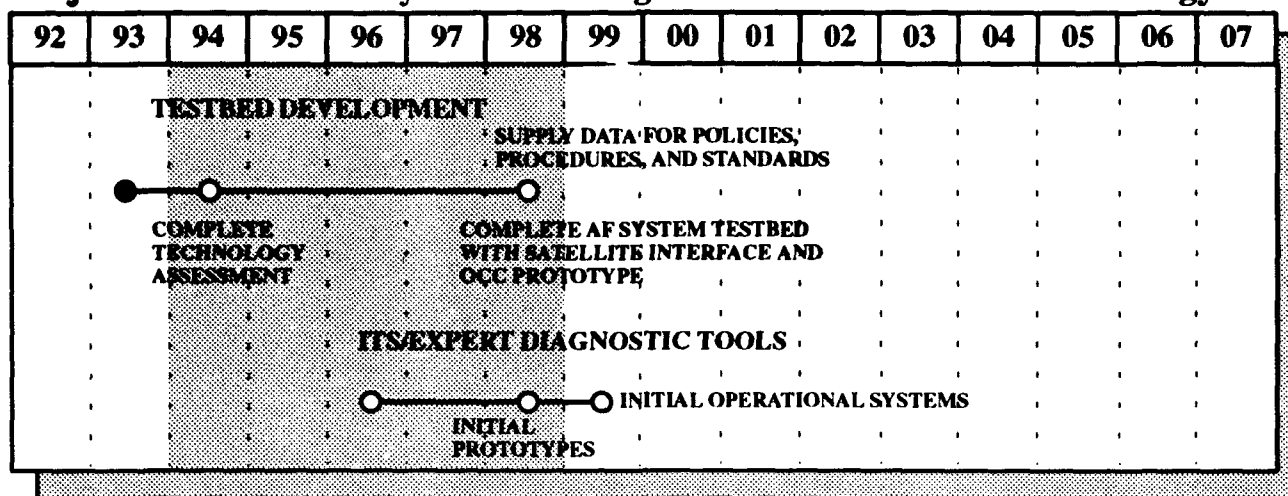 92 93 94 95 96 97 98 99 00 01 02 03 04 05 06 07
TESTBED DEVELOPMENT
SUPPLY DATA FOR POLICIES,
PROCEDURES, AND STANDARDS
COMPLETE
TECHNOLOGY
ASSESSMENT
COMPLETE AF SYSTEM TESTBED
WITH SATELLITE INTERFACE AND
OCC PROTOTYPE
ITS/EXPERT DIAGNOSTIC TOOLS
INITIAL OPERATIONAL SYSTEMS
INITIAL
PROTOTYPES